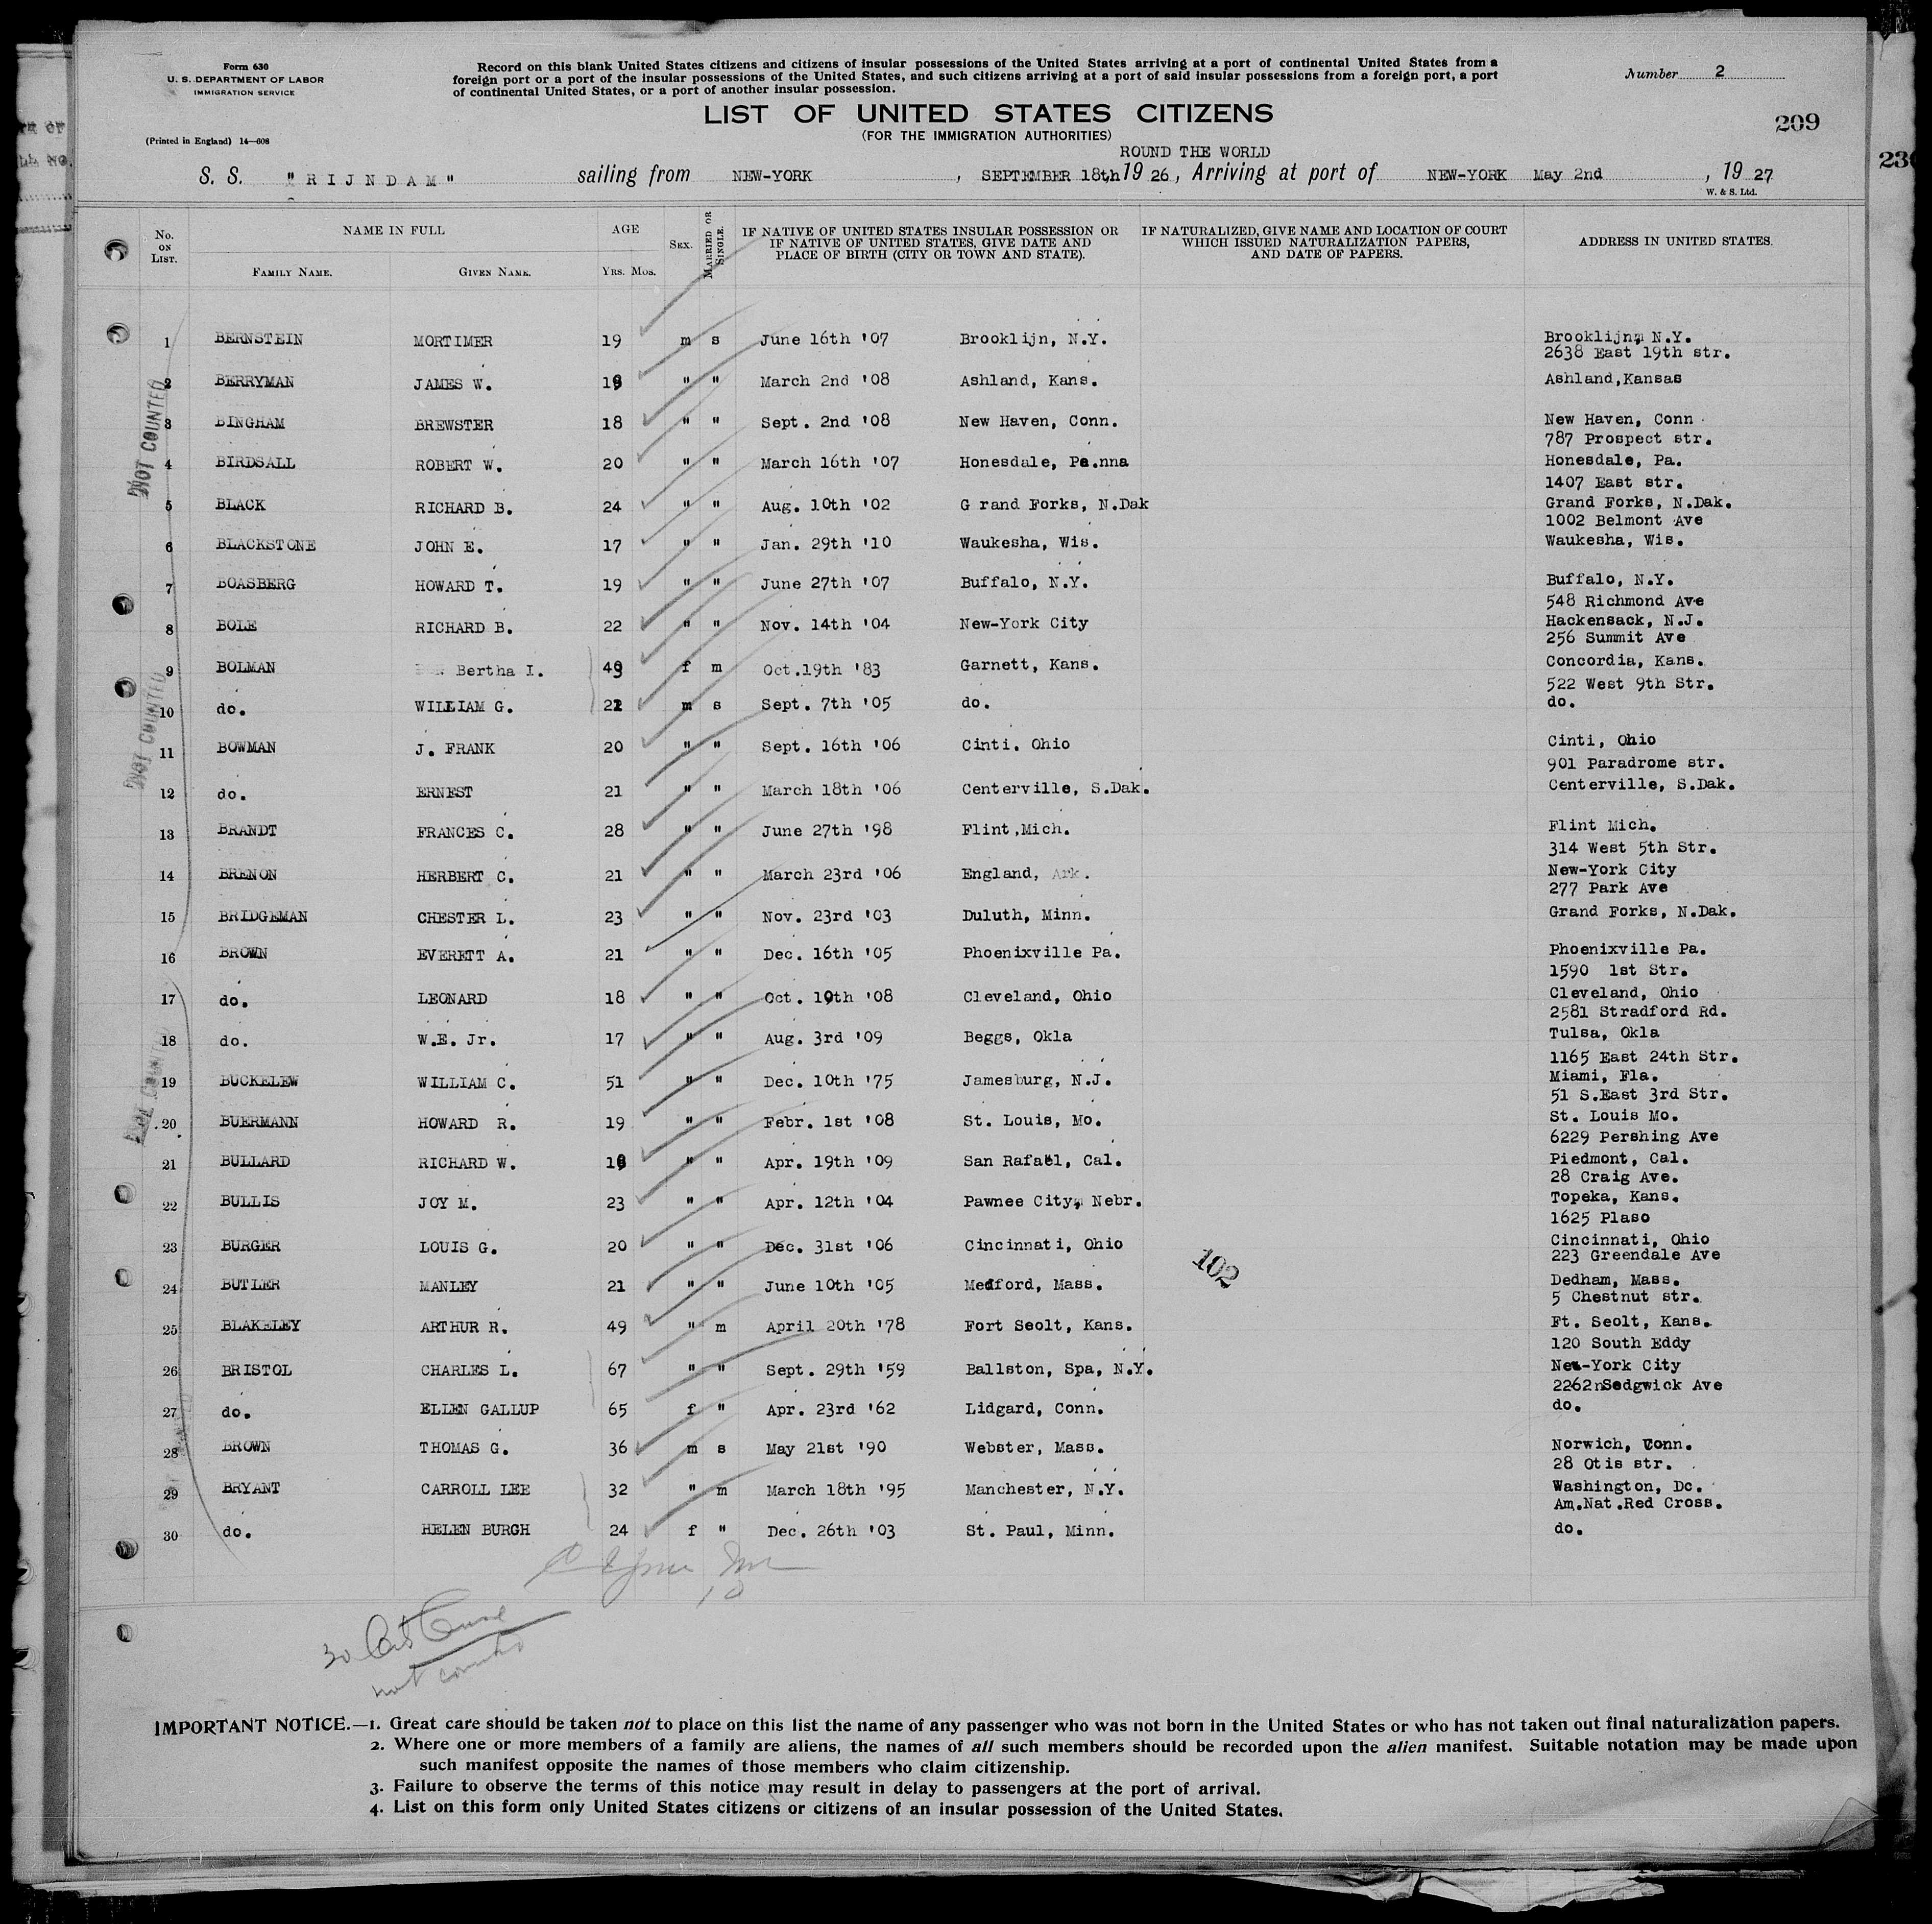 Form 630
U. S. DEPARTMENT OF LABOR
IMMIGRATION SERVICE
(Printed in England) 14—608
Record on this blank United States citizens and citizens of insular possessions of the United States arriving at a port of continental United States from a
foreign port or a port of the insular possessions of the United States, and such citizens arriving at a port of said insular possessions from a foreign port, a port
of continental United States, or a port of another insular possession.
Number 2
LIST OF UNITED STATES CITIZENS
(FOR THE IMMIGRATION AUTHORITIES)
209
ROUND THE WORLD
S. S. "RIJNDAM" sailing from NEW-YORK, SEPTEMBER 18th 1926, Arriving at port of NEW-YORK May 2nd, 1927
W. & S. Ltd.
No. ON LIST. NAME IN FULL AGE SEX. MARRIED OR SINGLE. IF NATIVE OF UNITED STATES INSULAR POSSESSION OR IF NATIVE OF UNITED STATES, GIVE DATE AND PLACE OF BIRTH (CITY OR TOWN AND STATE). IF NATURALIZED, GIVE NAME AND LOCATION OF COURT WHICH ISSUED NATURALIZATION PAPERS, AND DATE OF PAPERS. ADDRESS IN UNITED STATES.
FAMILY NAME. GIVEN NAME. YRS. MOS.
1 BERNSTEIN MORTIMER 19 m s June 16th '07 Brooklijn, N.Y. Brooklijn, N.Y.
2638 East 19th str.
2 BERRYMAN JAMES W. 19 " " March 2nd '08 Ashland, Kans. Ashland,Kansas
3 BINGHAM BREWSTER 18 " " Sept. 2nd '08 New Haven, Conn. New Haven, Conn
787 Prospect str.
4 BIRDSALL ROBERT W. 20 " " March 16th '07 Honesdale, Pe.nna Honesdale, Pa.
1407 East str.
5 BLACK RICHARD B. 24 " " Aug. 10th '02 G rand Forks, N.Dak Grand Forks, N.Dak.
1002 Belmont Ave
6 BLACKSTONE JOHN E. 17 " " Jan. 29th '10 Waukesha, Wis. Waukesha, Wis.
7 BOASBERG HOWARD T. 19 " " June 27th '07 Buffalo, N.Y. Buffalo, N.Y.
548 Richmond Ave
8 BOLE RICHARD B. 22 " " Nov. 14th '04 New-York City Hackensack, N.J.
256 Summit Ave
9 BOLMAN Bertha I. 43 f m Oct.19th '83 Garnett, Kans. Concordia, Kans.
522 West 9th Str.
10 do. WILLIAM G. 21 m s Sept. 7th '05 do. do.
11 BOWMAN J. FRANK 20 " " Sept. 16th '06 Cinti. Ohio Cinti, Ohio
901 Paradrome str.
12 do. ERNEST 21 " " March 18th '06 Centerville, S.Dak. Centerville, S.Dak.
13 BRANDT FRANCES C. 28 " " June 27th '98 Flint,Mich. Flint Mich.
314 West 5th Str.
14 BRENON HERBERT C. 21 " " March 23rd '06 England, Ark. New-York City
277 Park Ave
15 BRIDGEMAN CHESTER L. 23 " " Nov. 23rd '03 Duluth, Minn. Grand Forks, N.Dak.
16 BROWN EVERETT A. 21 " " Dec. 16th '05 Phoenixville Pa. Phoenixville Pa.
1590 1st Str.
17 do. LEONARD 18 " " Oct. 19th '08 Cleveland, Ohio Cleveland, Ohio
2581 Stradford Rd.
18 do. W.E. Jr. 17 " " Aug. 3rd '09 Beggs, Okla Tulsa, Okla
1165 East 24th Str.
19 BUCKELEW WILLIAM C. 51 " " Dec. 10th '75 Jamesburg, N.J. Miami, Fla.
51 S.East 3rd Str.
20 BUERMANN HOWARD R. 19 " " Febr. 1st '08 St. Louis, Mo. St. Louis Mo.
6229 Pershing Ave
21 BULLARD RICHARD W. 18 " " Apr. 19th '09 San Rafaël, Cal. Piedmont, Cal.
28 Craig Ave.
22 BULLIS JOY M. 23 " " Apr. 12th '04 Pawnee City, Nebr. Topeka, Kans.
1625 Plaso
23 BURGER LOUIS G. 20 " " Dec. 31st '06 Cincinnati, Ohio Cincinnati, Ohio
223 Greendale Ave
24 BUTLER MANLEY 21 " " June 10th '05 Medford, Mass. Dedham, Mass.
5 Chestnut str.
25 BLAKELEY ARTHUR R. 49 " m April 20th '78 Fort Seolt, Kans. Ft. Seolt, Kans.
120 South Eddy
26 BRISTOL CHARLES L. 67 " " Sept. 29th '59 Ballston, Spa, N.Y. New-York City
2262 Sedgwick Ave
27 do. ELLEN GALLUP 65 f " Apr. 23rd '62 Lidgard, Conn. do.
28 BROWN THOMAS G. 36 m s May 21st '90 Webster, Mass. Norwich, Conn.
28 Otis str.
29 BRYANT CARROLL LEE 32 " m March 18th '95 Manchester, N.Y. Washington, Dc.
Am.Nat.Red Cross.
30 do. HELEN BURGH 24 f " Dec. 26th '03 St. Paul, Minn. do.
NOT COUNTED
NOT COUNTED
NOT COUNTED
102
10
30
not counted
IMPORTANT NOTICE.—1. Great care should be taken not to place on this list the name of any passenger who was not born in the United States or who has not taken out final naturalization papers.
2. Where one or more members of a family are aliens, the names of all such members should be recorded upon the alien manifest. Suitable notation may be made upon
such manifest opposite the names of those members who claim citizenship.
3. Failure to observe the terms of this notice may result in delay to passengers at the port of arrival.
4. List on this form only United States citizens or citizens of an insular possession of the United States.